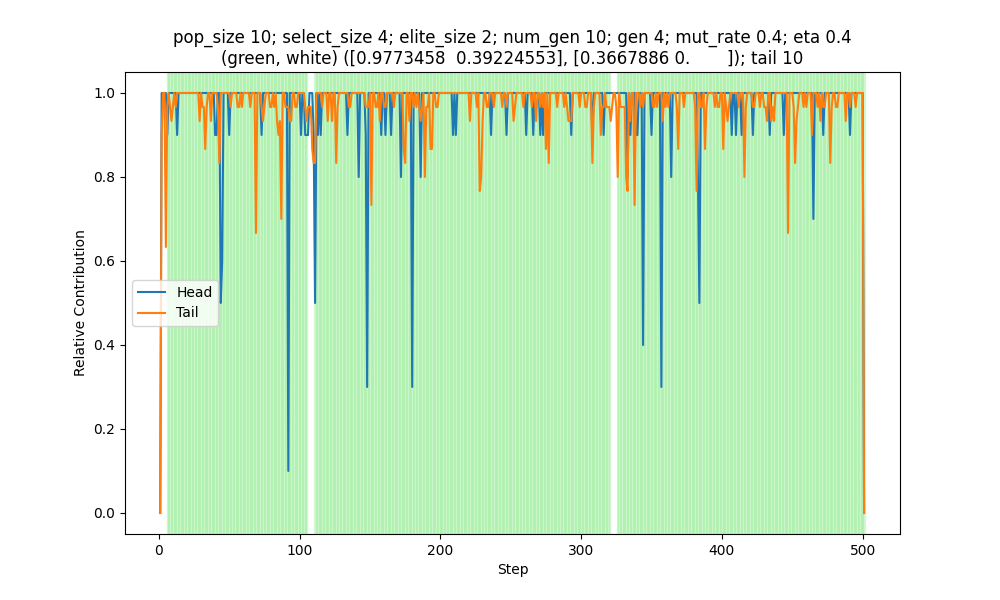 pop_size 10; select_size 4; elite_size 2; num_gen 10; gen 4; mut_rate 0.4; eta 0.4
(green, white) ([0.9773458  0.39224553], [0.3667886 0.        ]); tail 10
1.0
0.8
0.6
0.4
0.2
0.0
Relative Contribution
Head
Tail
0
100
200
300
400
500
Step